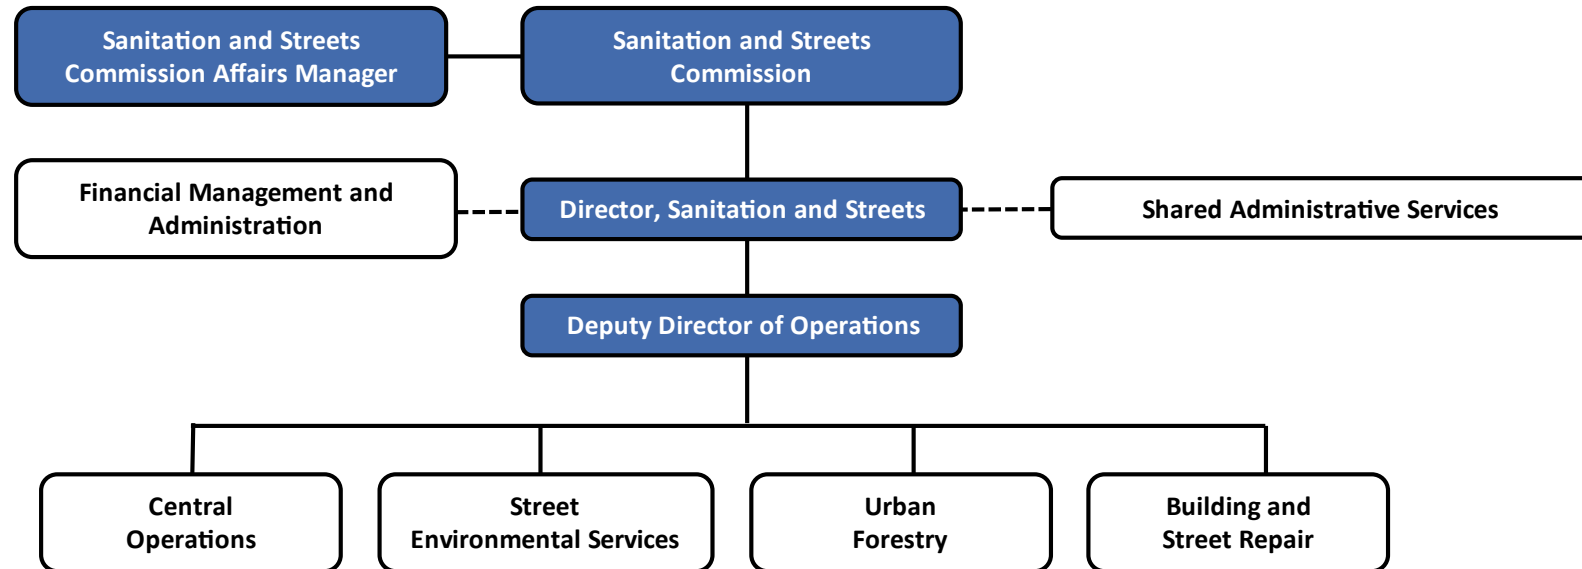 Sanitation and Streets
Commission Affairs Manager
Sanitation and Streets
Commission
Financial Management and
Administration
Director, Sanitation and Streets
Shared Administrative Services
Deputy Director of Operations
Central
Operations
Street
Environmental Services
Urban
Forestry
Building and
Street Repair